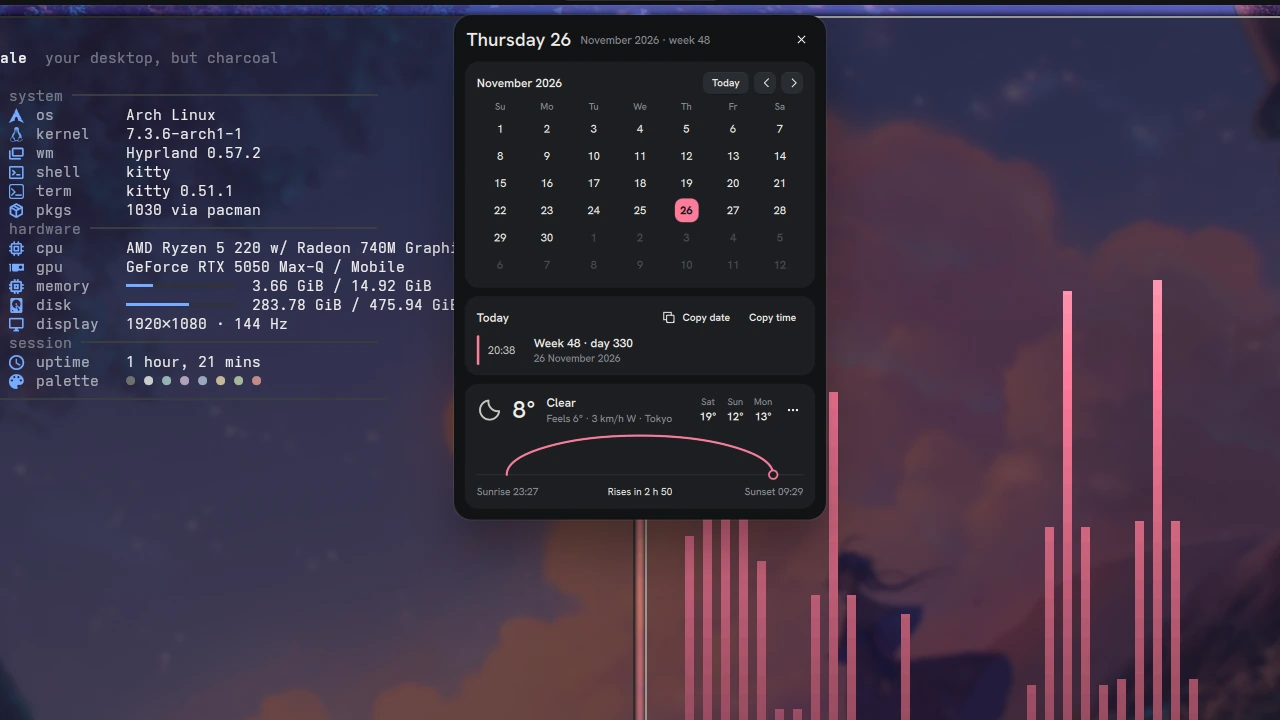 ale your desktop, but charcoal
system
os Arch Linux
kernel 7.3.6-arch1-1
wm Hyprland 0.57.2
shell kitty
term kitty 0.51.1
pkgs 1030 via pacman
hardware
cpu AMD Ryzen 5 220 w/ Radeon 740M Graphi
gpu GeForce RTX 5050 Max-Q / Mobile
memory 3.66 GiB / 14.92 GiB
disk 283.78 GiB / 475.94 GiB
display 1920×1080 · 144 Hz
session
uptime 1 hour, 21 mins
palette
Thursday 26 November 2026 · week 48
November 2026 Today
Su Mo Tu We Th Fr Sa
1 2 3 4 5 6 7
8 9 10 11 12 13 14
15 16 17 18 19 20 21
22 23 24 25 26 27 28
29 30 1 2 3 4 5
6 7 8 9 10 11 12
Today Copy date Copy time
20:38 Week 48 · day 330
26 November 2026
8° Clear
Feels 6° · 3 km/h W · Tokyo
Sat Sun Mon
19° 12° 13°
Sunrise 23:27 Rises in 2 h 50 Sunset 09:29